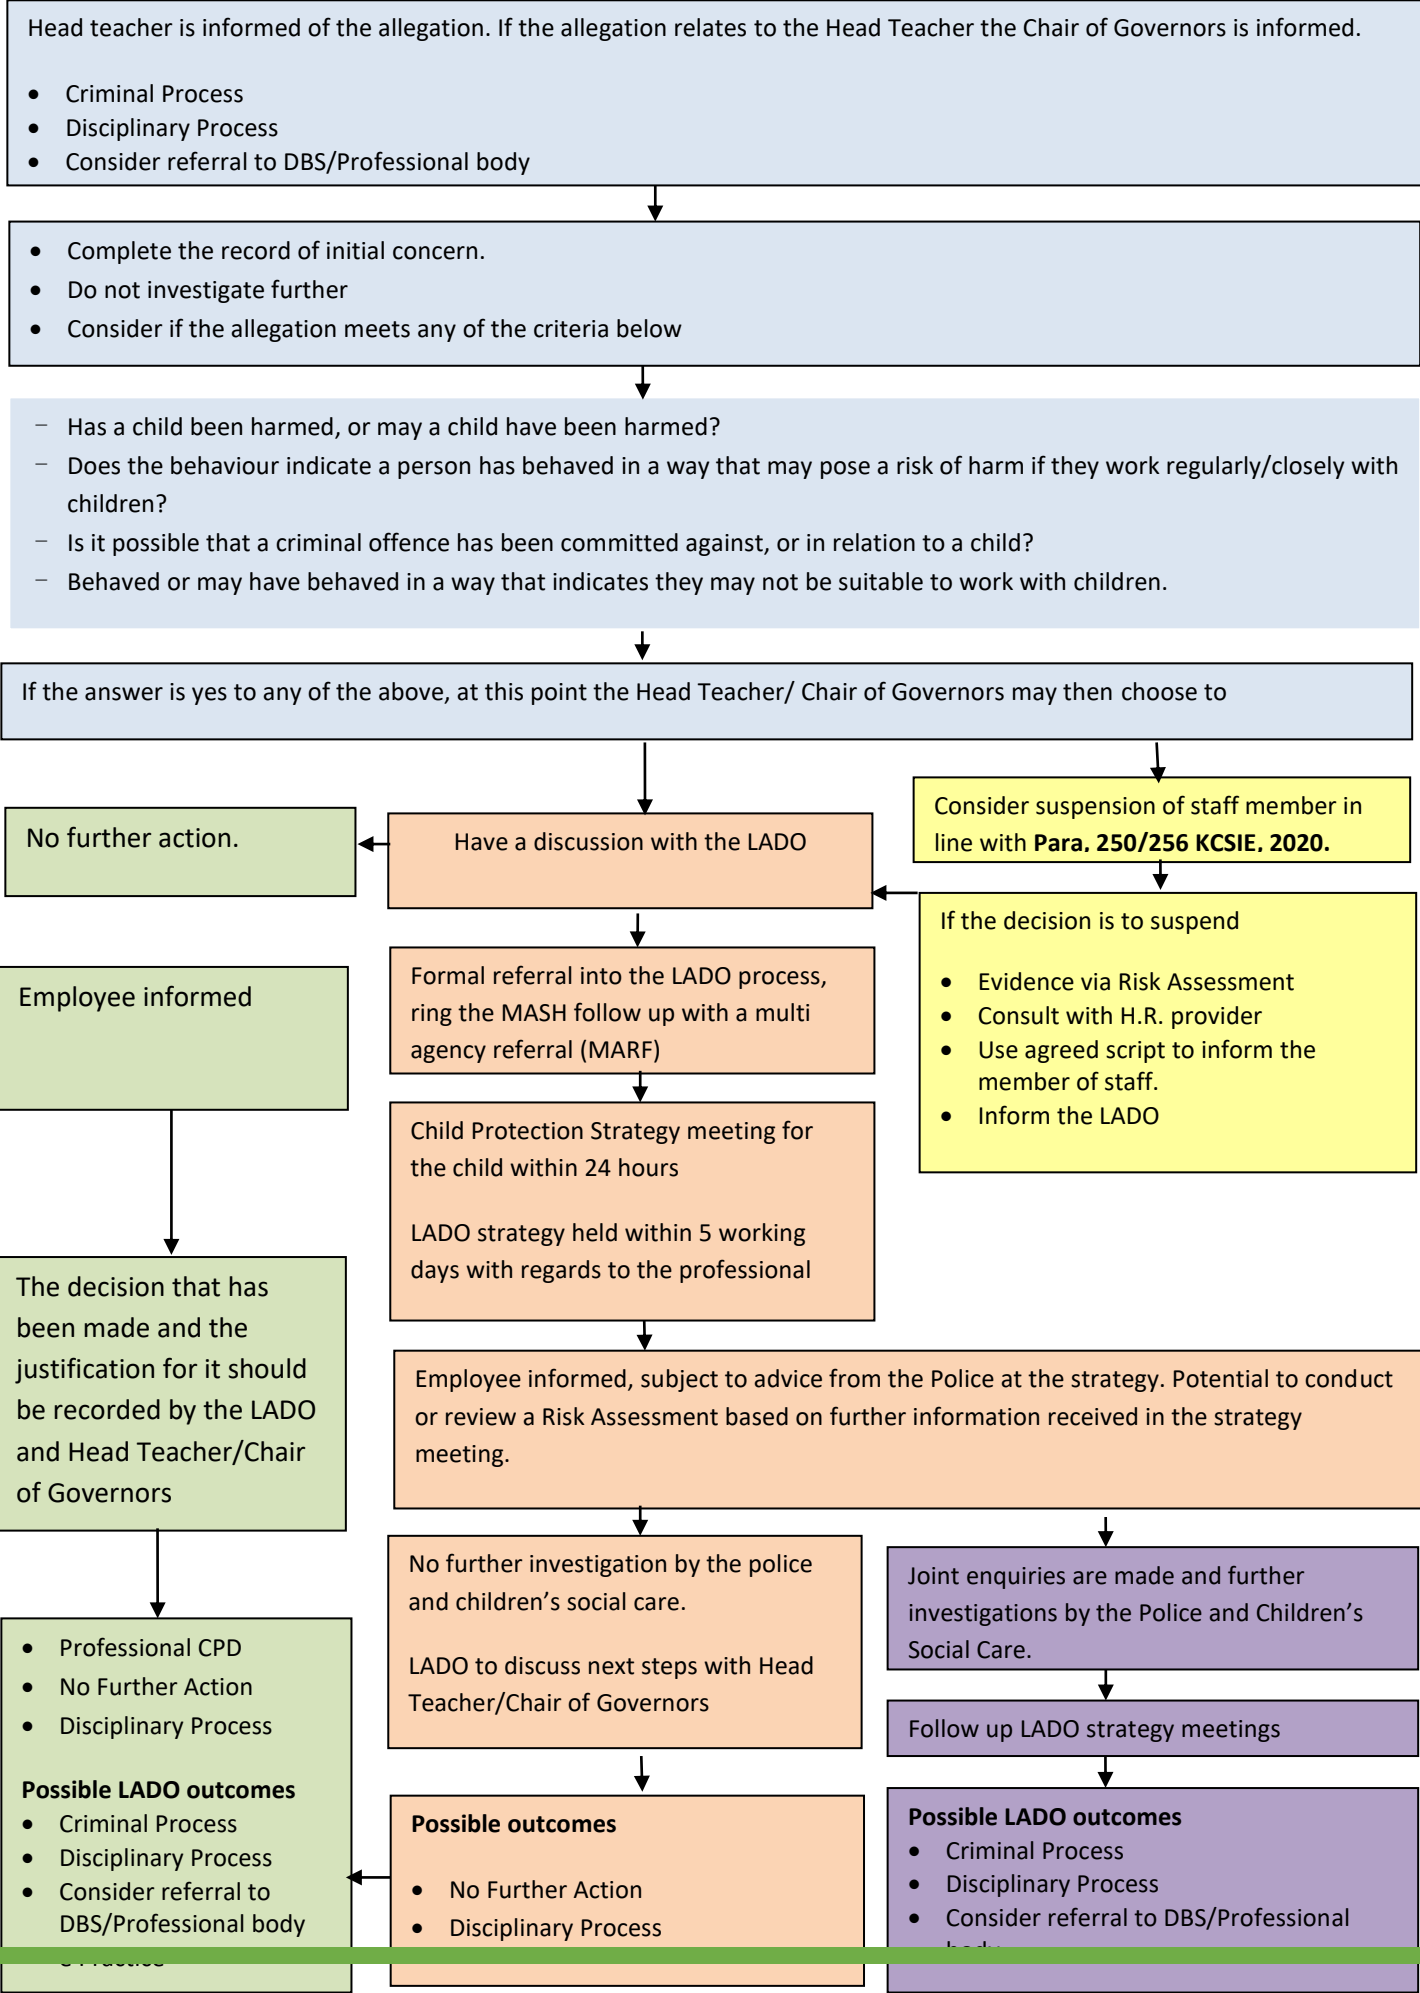 Head teacher is informed of the allegation. If the allegation relates to the Head Teacher the Chair of Governors is informed.
• Criminal Process
• Disciplinary Process
• Consider referral to DBS/Professional body
• Complete the record of initial concern.
• Do not investigate further
• Consider if the allegation meets any of the criteria below
− Has a child been harmed, or may a child have been harmed?
− Does the behaviour indicate a person has behaved in a way that may pose a risk of harm if they work regularly/closely with
children?
− Is it possible that a criminal offence has been committed against, or in relation to a child?
− Behaved or may have behaved in a way that indicates they may not be suitable to work with children.
If the answer is yes to any of the above, at this point the Head Teacher/ Chair of Governors may then choose to
No further action.
Have a discussion with the LADO
Consider suspension of staff member in
line with Para, 250/256 KCSIE, 2020.
If the decision is to suspend
• Evidence via Risk Assessment
• Consult with H.R. provider
• Use agreed script to inform the
member of staff.
• Inform the LADO
Employee informed
Formal referral into the LADO process,
ring the MASH follow up with a multi
agency referral (MARF)
Child Protection Strategy meeting for
the child within 24 hours
LADO strategy held within 5 working
days with regards to the professional
The decision that has
been made and the
justification for it should
be recorded by the LADO
and Head Teacher/Chair
of Governors
Employee informed, subject to advice from the Police at the strategy. Potential to conduct
or review a Risk Assessment based on further information received in the strategy
meeting.
No further investigation by the police
and children's social care.
LADO to discuss next steps with Head
Teacher/Chair of Governors
Joint enquiries are made and further
investigations by the Police and Children's
Social Care.
Follow up LADO strategy meetings
• Professional CPD
• No Further Action
• Disciplinary Process
Possible LADO outcomes
• Criminal Process
• Disciplinary Process
• Consider referral to
DBS/Professional body
Possible outcomes
• No Further Action
• Disciplinary Process
Possible LADO outcomes
• Criminal Process
• Disciplinary Process
• Consider referral to DBS/Professional